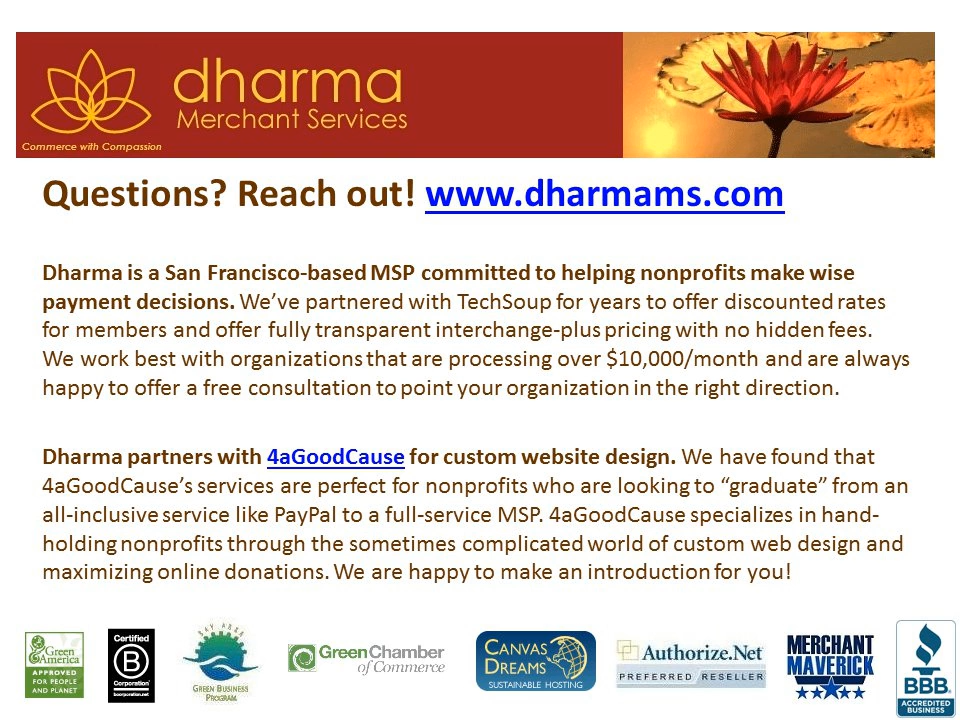 dharma
Merchant Services
Commerce with Compassion
Questions? Reach out! www.dharmams.com
Dharma is a San Francisco-based MSP committed to helping nonprofits make wise
payment decisions. We’ve partnered with TechSoup for years to offer discounted rates
for members and offer fully transparent interchange-plus pricing with no hidden fees.
We work best with organizations that are processing over $10,000/month and are always
happy to offer a free consultation to point your organization in the right direction.
Dharma partners with 4aGoodCause for custom website design. We have found that
4aGoodCause’s services are perfect for nonprofits who are looking to “graduate” from an
all-inclusive service like PayPal to a full-service MSP. 4aGoodCause specializes in hand-
holding nonprofits through the sometimes complicated world of custom web design and
maximizing online donations. We are happy to make an introduction for you!
Green
America
APPROVED
FOR PEOPLE
AND PLANET
Certified
B
Corporation
bcorporation.net
BAY AREA
GREEN BUSINESS
PROGRAM
GreenChamber
of Commerce
CANVAS
DREAMS
SUSTAINABLE HOSTING
Authorize.Net
PREFERRED RESELLER
MERCHANT
MAVERICK
BBB
ACCREDITED
BUSINESS